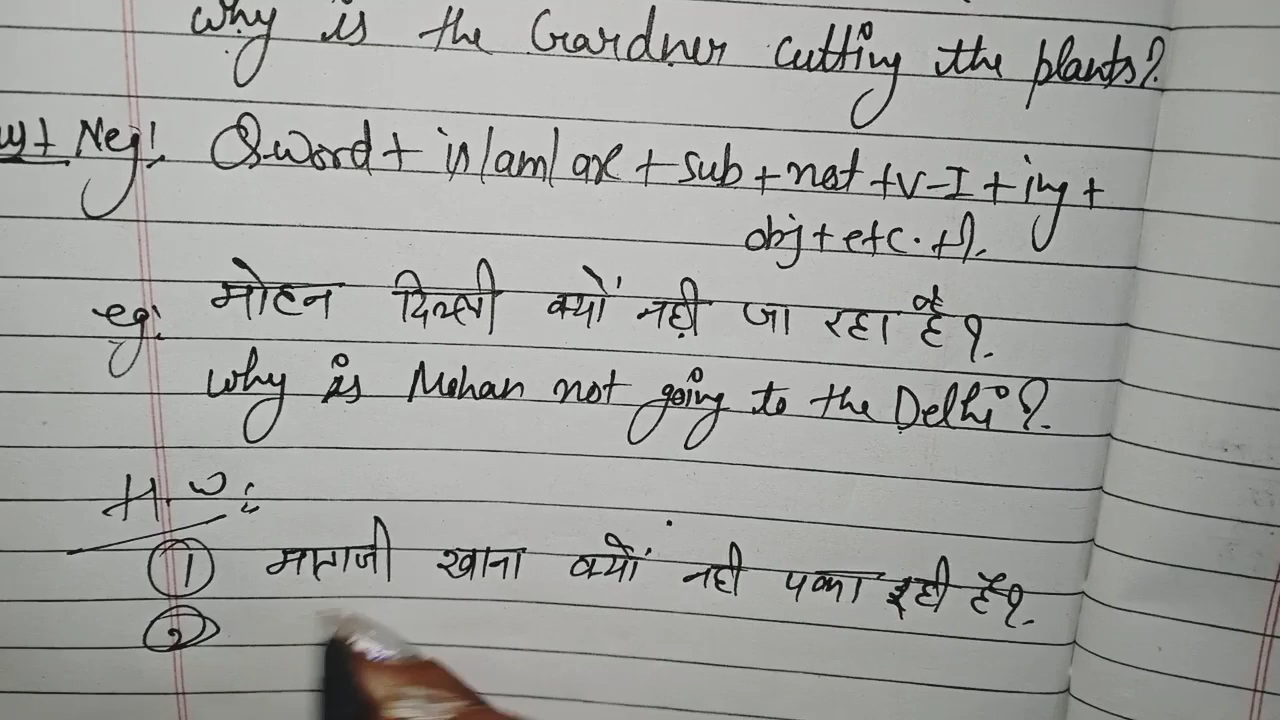 why is the Gardner cutting the plants?
+ Neg: Qword + is/am/are + sub + not + V-I + ing +
obj + etc. + ?.
eg: मोहन दिल्ली क्यों नही जा रहा है?.
why is Mohan not going to the Delhi?.
H.W:
① माताजी खाना क्यों नही पका रही है?.
②